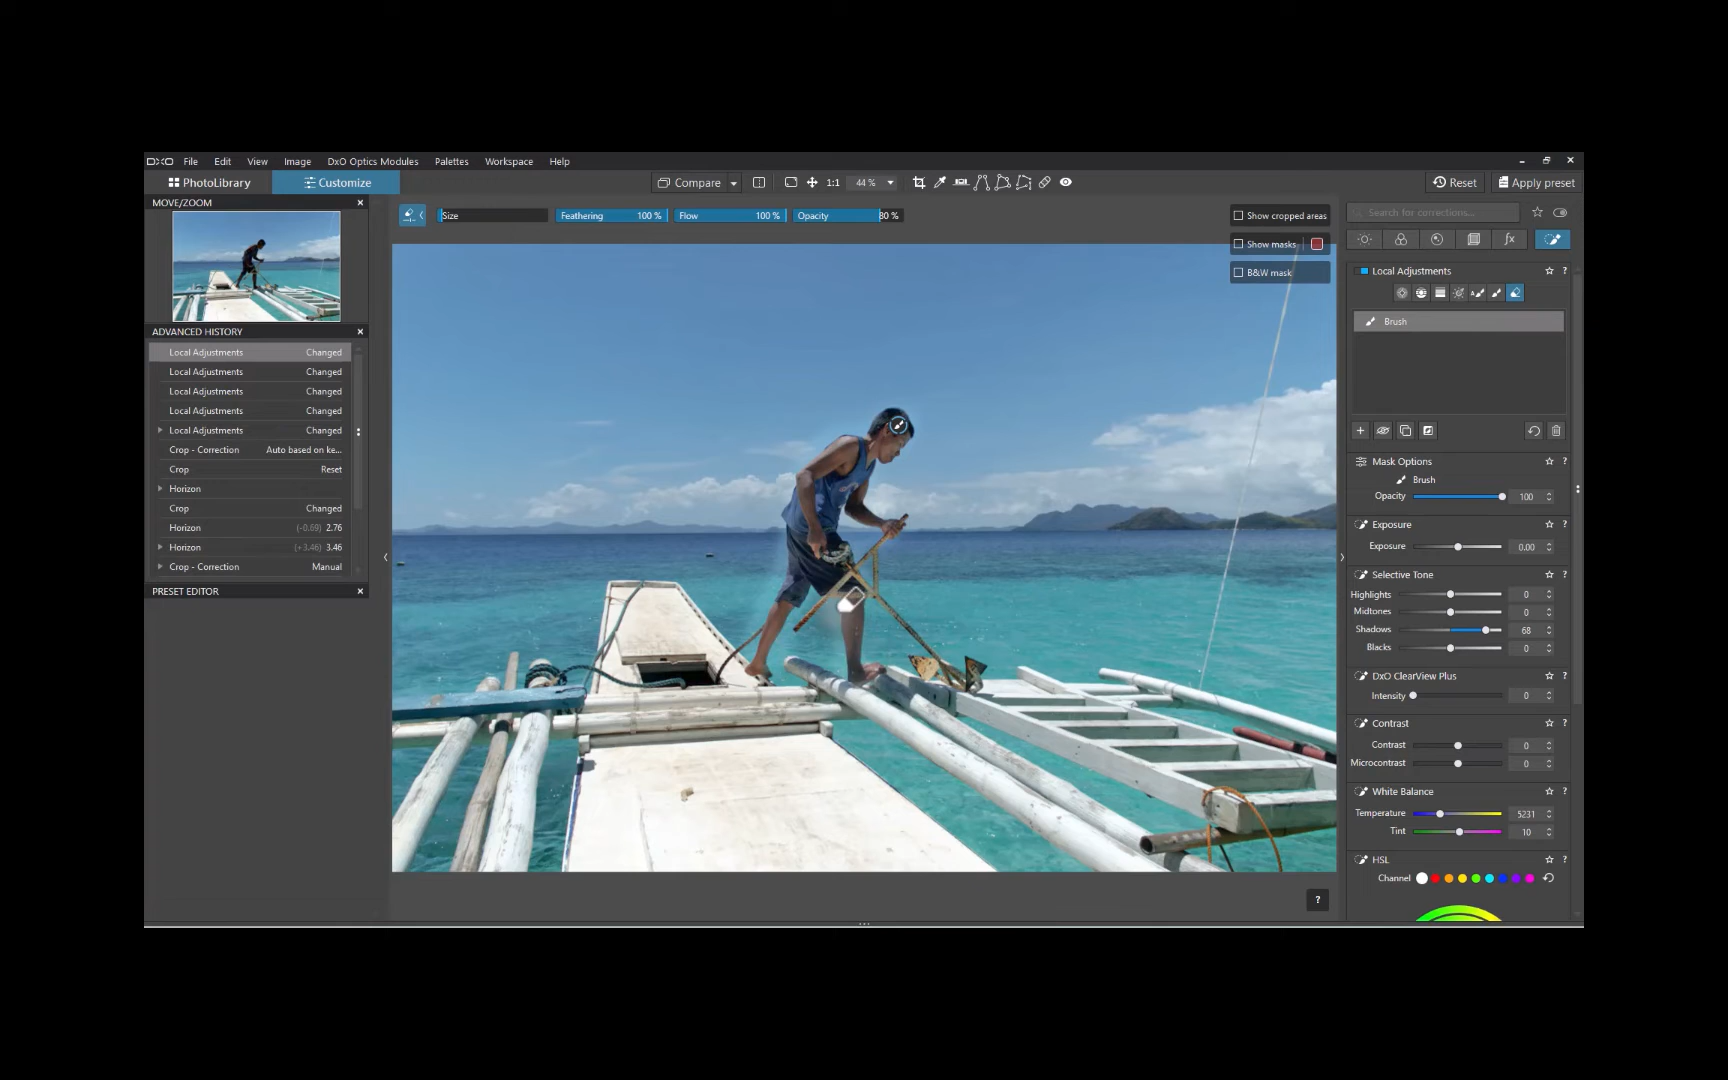 DXO File Edit View Image DxO Optics Modules Palettes Workspace Help
PhotoLibrary Customize Compare 1:1 44 % Reset Apply preset
MOVE/ZOOM
Size Feathering 100 % Flow 100 % Opacity 80 %
Show cropped areas
Show masks
B&W mask
ADVANCED HISTORY
Local Adjustments Changed
Local Adjustments Changed
Local Adjustments Changed
Local Adjustments Changed
Local Adjustments Changed
Crop - Correction Auto based on ke...
Crop Reset
Horizon
Crop Changed
Horizon (-0.69) 2.76
Horizon (+3.46) 3.46
Crop - Correction Manual
PRESET EDITOR
Search for corrections...
fx
Local Adjustments ?
Brush
Mask Options ?
Brush
Opacity 100
Exposure ?
Exposure 0.00
Selective Tone ?
Highlights 0
Midtones 0
Shadows 68
Blacks 0
DxO ClearView Plus ?
Intensity 0
Contrast ?
Contrast 0
Microcontrast 0
White Balance ?
Temperature 5231
Tint 10
HSL ?
Channel
?